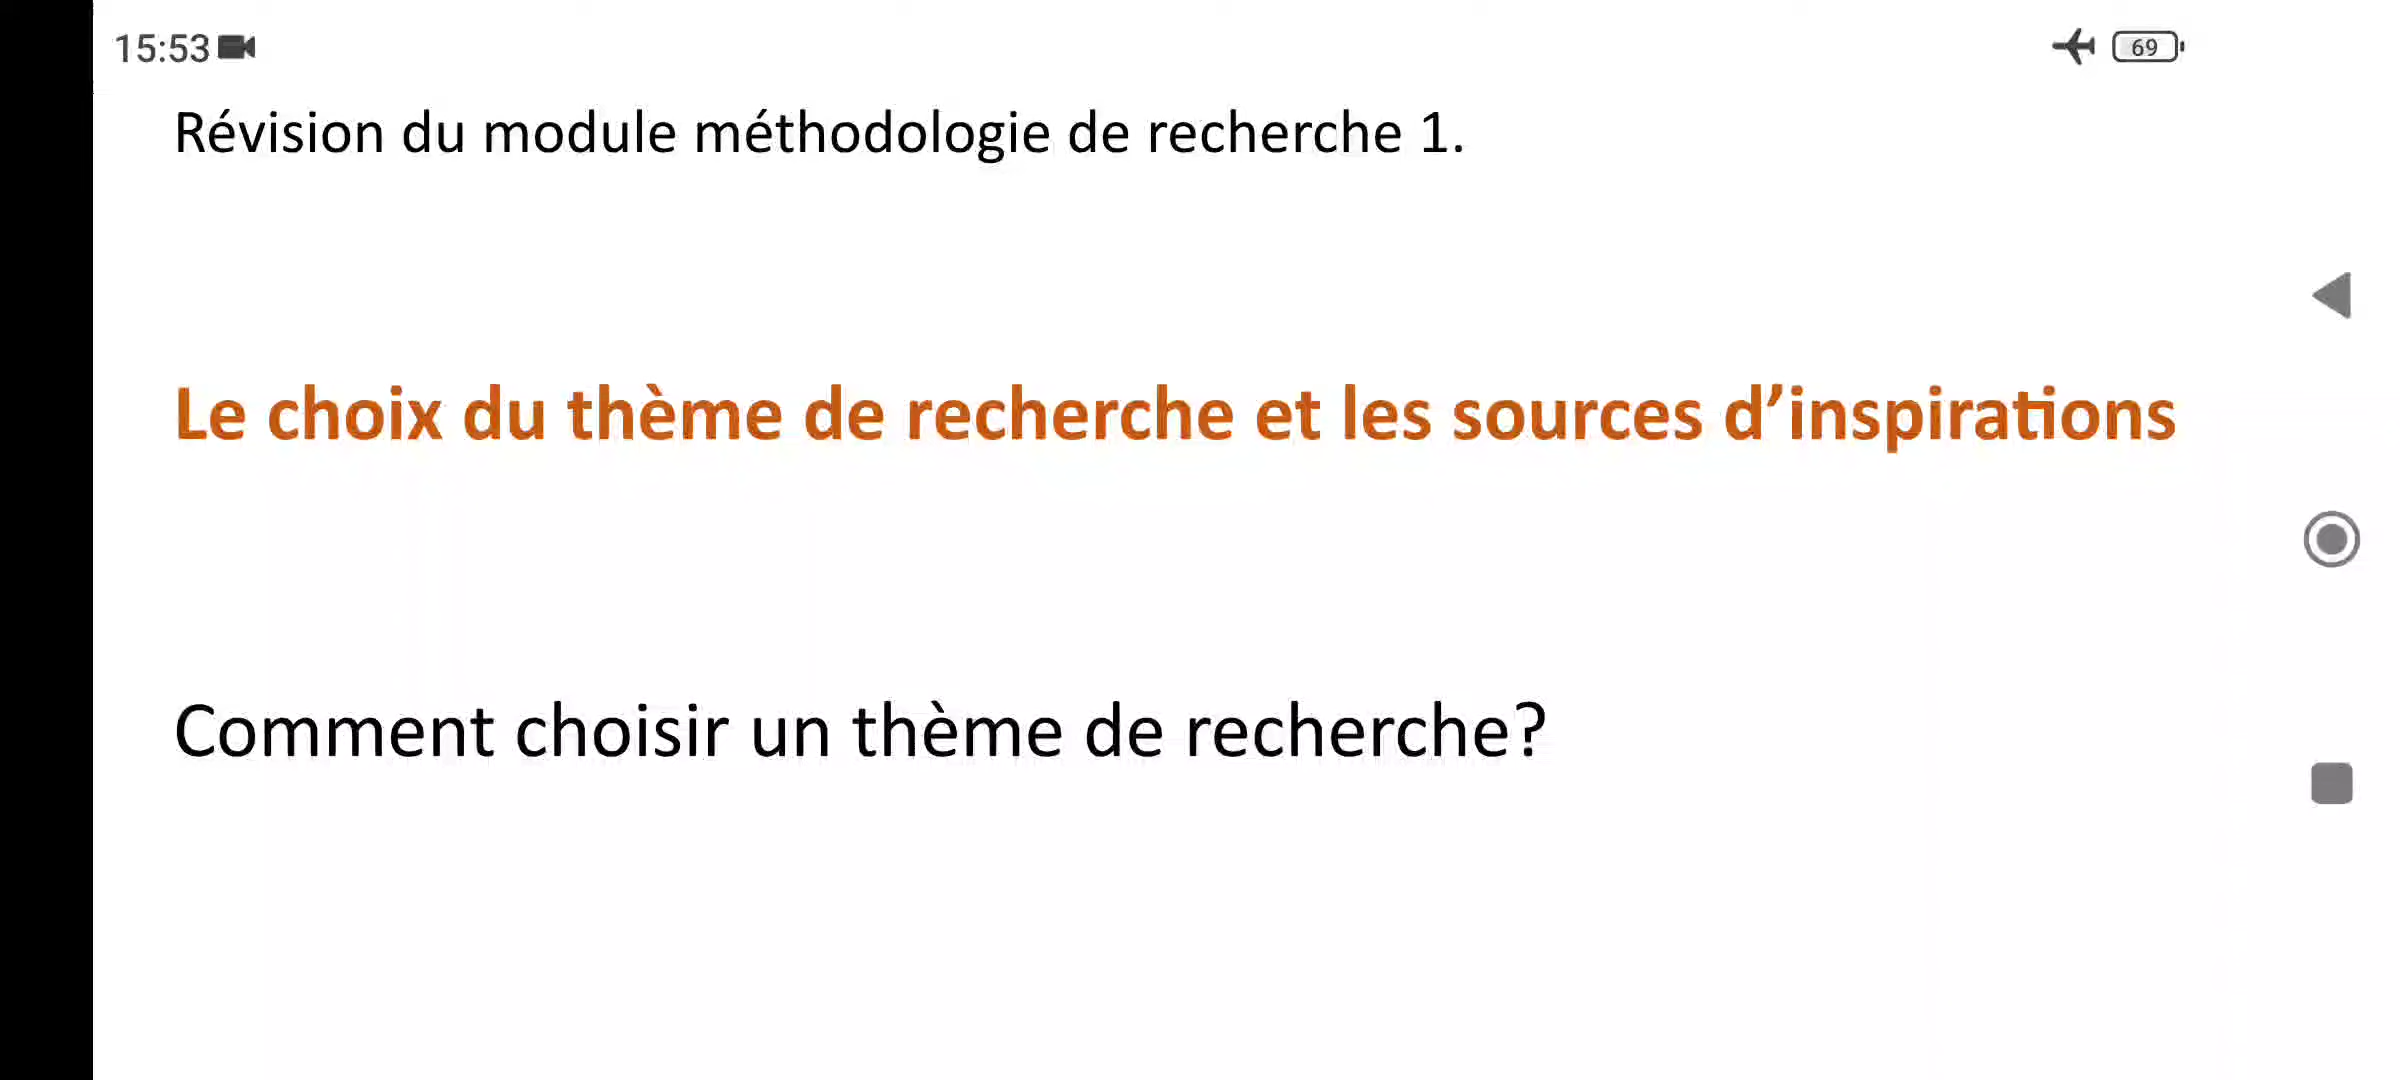 15:53
69
Révision du module méthodologie de recherche 1.
Le choix du thème de recherche et les sources d’inspirations
Comment choisir un thème de recherche?